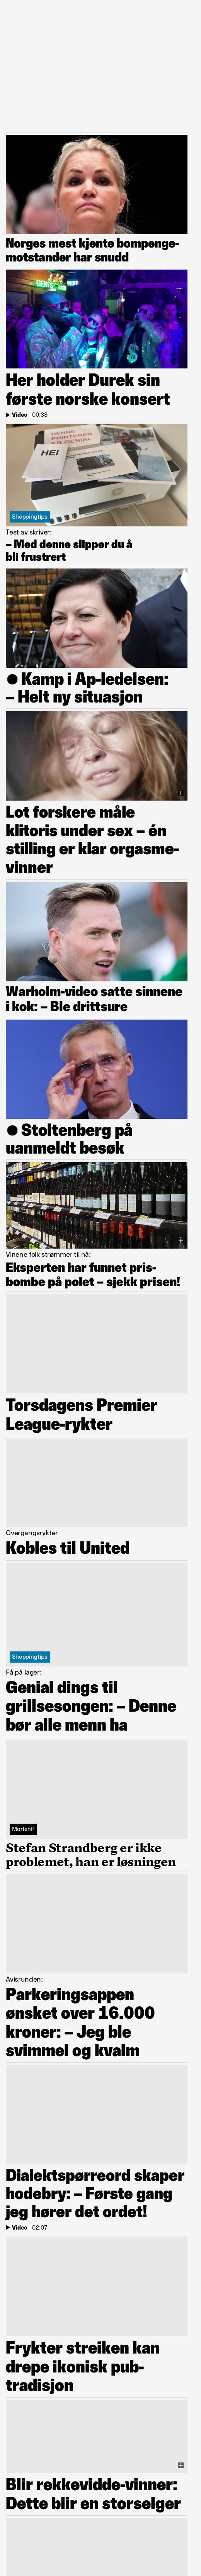 Norges mest kjente bompenge-
motstander har snudd
Her holder Durek sin
første norske konsert
Video | 00:33
HEI
Shoppingtips
Test av skriver:
– Med denne slipper du å
bli frustrert
● Kamp i Ap-ledelsen:
– Helt ny situasjon
Lot forskere måle
klitoris under sex – én
stilling er klar orgasme-
vinner
Warholm-video satte sinnene
i kok: – Ble drittsure
● Stoltenberg på
uanmeldt besøk
Vinene folk strømmer til nå:
Eksperten har funnet pris-
bombe på polet – sjekk prisen!
Torsdagens Premier
League-rykter
Overgangsrykter
Kobles til United
Shoppingtips
Få på lager:
Genial dings til
grillsesongen: – Denne
bør alle menn ha
MortenP
Stefan Strandberg er ikke
problemet, han er løsningen
Avisrunden:
Parkeringsappen
ønsket over 16.000
kroner: – Jeg ble
svimmel og kvalm
Dialektspørreord skaper
hodebry: – Første gang
jeg hører det ordet!
Video | 02:07
Frykter streiken kan
drepe ikonisk pub-
tradisjon
Blir rekkevidde-vinner:
Dette blir en storselger